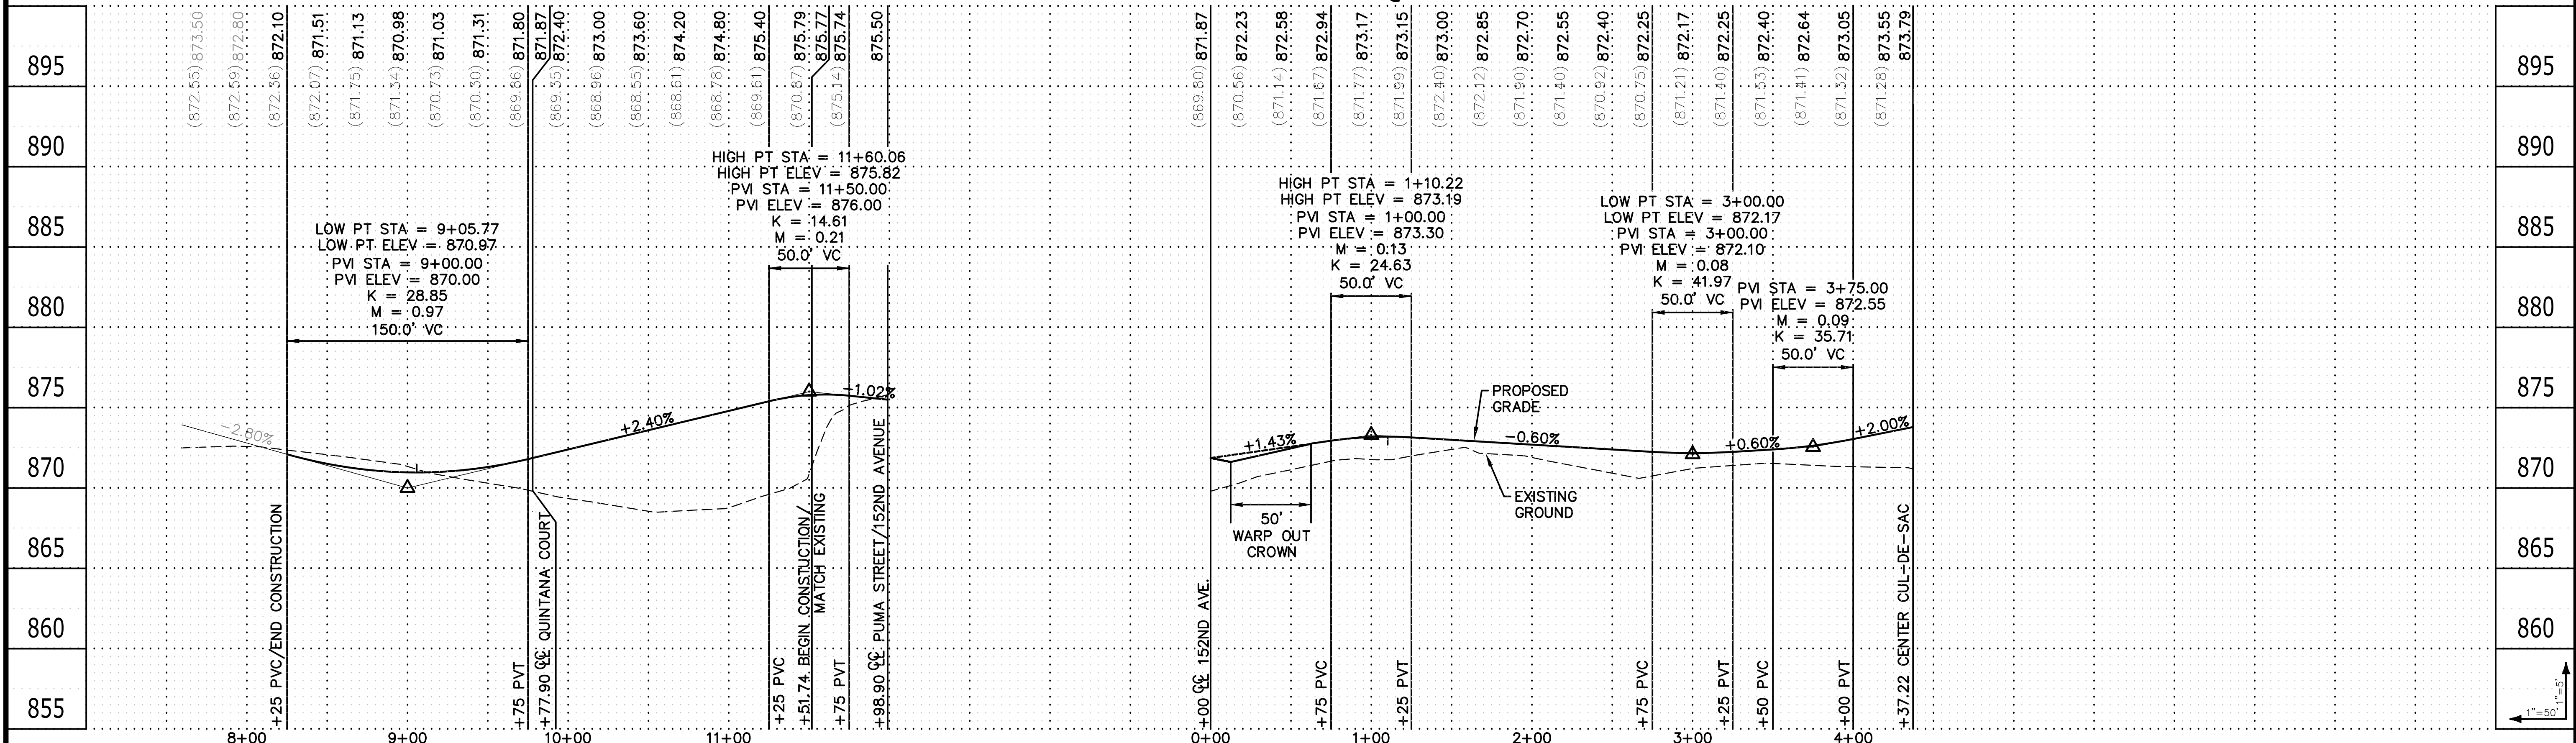 873.50 872.80 872.10 871.51 871.13 870.98 871.03 871.31 871.80 871.87 872.40 873.00 873.60 874.20 874.80 875.40 875.79 875.77 875.74 875.50
(872.55) (872.59) (872.36) (872.07) (871.75) (871.34) (870.73) (870.30) (869.86) (869.35) (868.96) (868.55) (868.61) (868.78) (869.61) (870.87) (875.14)
871.87 872.23 872.58 872.94 873.17 873.15 873.00 872.85 872.70 872.55 872.40 872.25 872.17 872.25 872.40 872.64 873.05 873.55 873.79
(869.80) (870.56) (871.14) (871.67) (871.77) (871.99) (872.40) (872.12) (871.90) (871.40) (870.92) (870.75) (871.21) (871.40) (871.53) (871.41) (871.32) (871.28)
895
890
885
880
875
870
865
860
855
LOW PT STA = 9+05.77
LOW PT ELEV = 870.97
PVI STA = 9+00.00
PVI ELEV = 870.00
K = 28.85
M = 0.97
150.0' VC
HIGH PT STA = 11+60.06
HIGH PT ELEV = 875.82
PVI STA = 11+50.00
PVI ELEV = 876.00
K = 14.61
M = 0.21
50.0' VC
-2.80%
+2.40%
-1.02%
+25 PVC/END CONSTRUCTION
+75 PVT
+77.90 CL QUINTANA COURT
+25 PVC
+51.74 BEGIN CONSTUCTION/
MATCH EXISTING
+75 PVT
+98.90 CL PUMA STREET/152ND AVENUE
8+00
9+00
10+00
11+00
HIGH PT STA = 1+10.22
HIGH PT ELEV = 873.19
PVI STA = 1+00.00
PVI ELEV = 873.30
M = 0.13
K = 24.63
50.0' VC
LOW PT STA = 3+00.00
LOW PT ELEV = 872.17
PVI STA = 3+00.00
PVI ELEV = 872.10
M = 0.08
K = 41.97
50.0' VC
PVI STA = 3+75.00
PVI ELEV = 872.55
M = 0.09
K = 35.71
50.0' VC
+1.43%
PROPOSED
GRADE
-0.60%
+0.60%
+2.00%
EXISTING
GROUND
50'
WARP OUT
CROWN
+00 CL 152ND AVE.
+75 PVC
+25 PVT
+75 PVC
+25 PVT
+50 PVC
+00 PVT
+37.22 CENTER CUL-DE-SAC
0+00
1+00
2+00
3+00
4+00
895
890
885
880
875
870
865
860
855
1"=5'
1"=50'